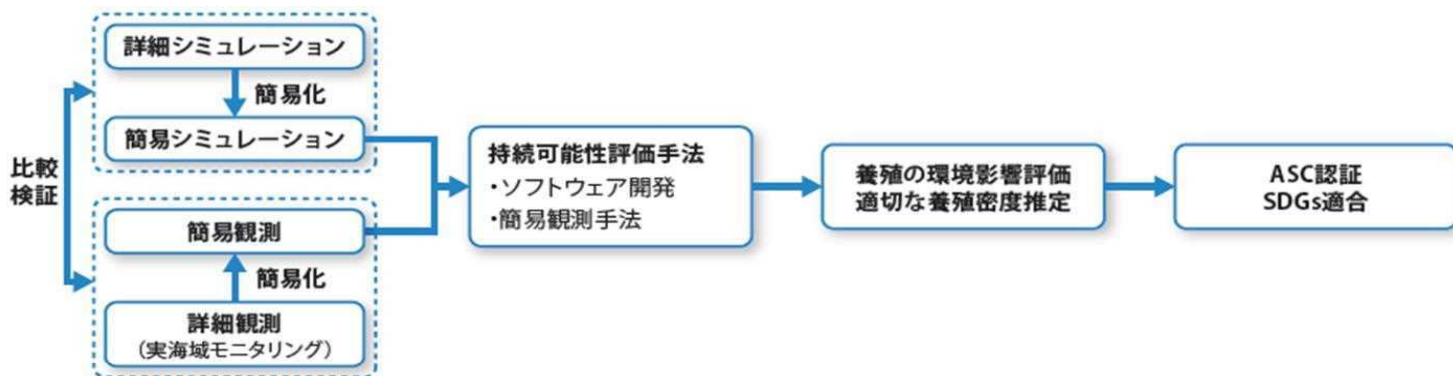 詳細シミュレーション
簡易化
簡易シミュレーション
比較
検証
簡易観測
簡易化
詳細観測
（実海域モニタリング）
持続可能性評価手法
・ソフトウェア開発
・簡易観測手法
養殖の環境影響評価
適切な養殖密度推定
ASC認証
SDGs適合